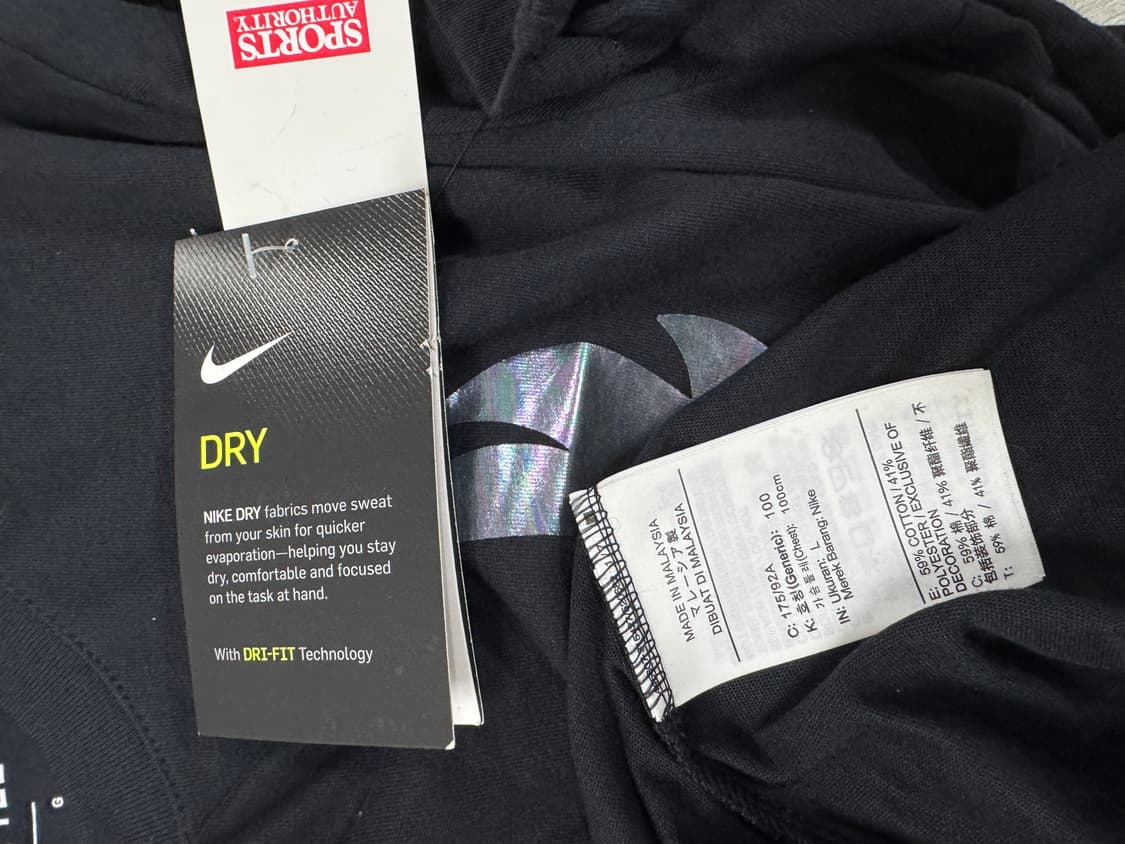 SPORTS
AUTHORITY
DRY
NIKE DRY fabrics move sweat
from your skin for quicker
evaporation—helping you stay
dry, comfortable and focused
on the task at hand.
With DRI-FIT Technology
MADE IN MALAYSIA
マレーシア製
DIBUAT DI MALAYSIA
C: 175/92A
K: 호칭(Generic): 100
가슴둘레(Chest): 100cm
IN: Ukuran: L
Merek Barang: Nike
59% COTTON/41%
E: POLYESTER/EXCLUSIVE OF
DECORATION
59% 棉 / 41% 聚酯纤维 / 不
C: 包括装饰部分
T: 59% 棉 / 41% 聚酯纖維
G